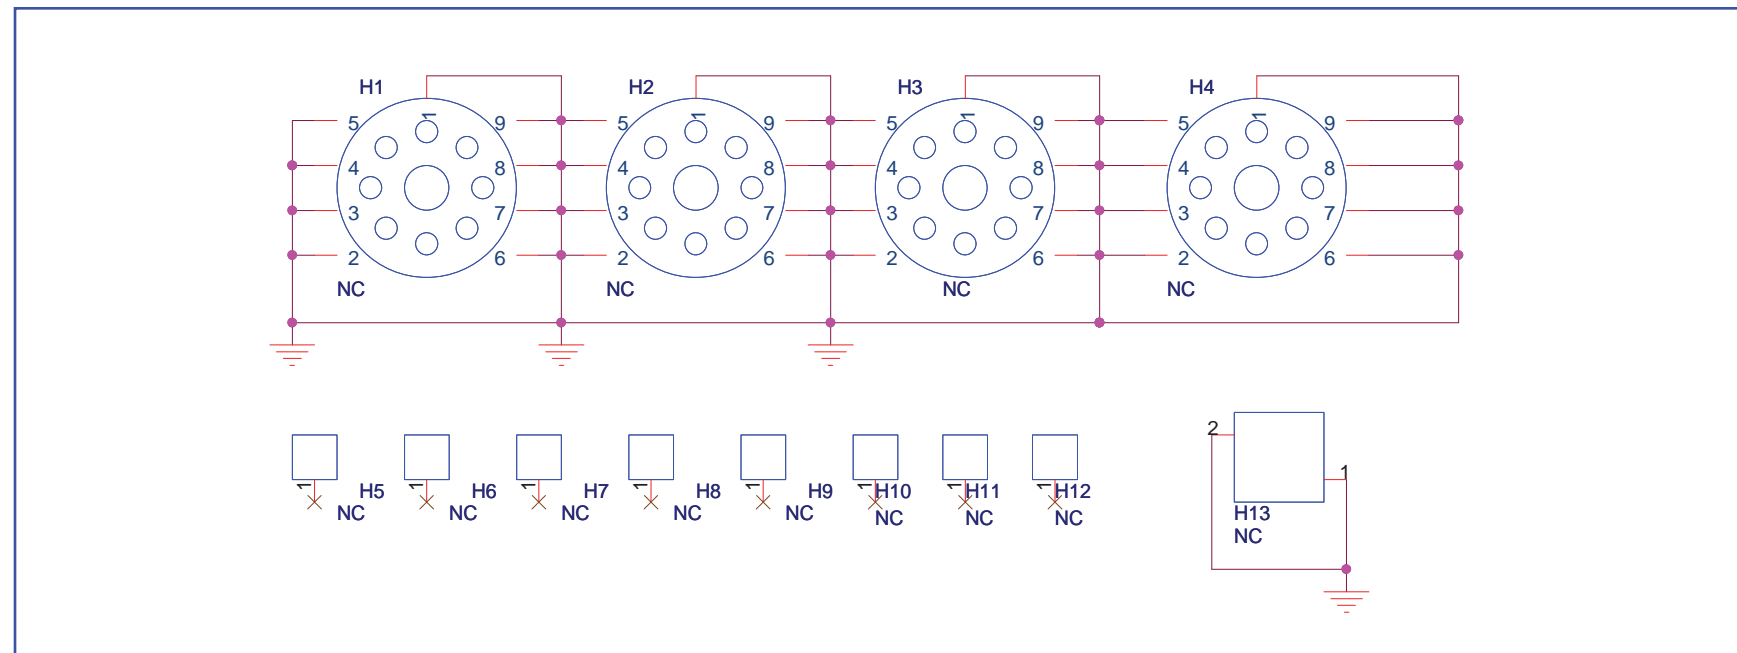 H1 H2 H3 H4
5 1 9 5 1 9 5 1 9 5 1 9
4 8 4 8 4 8 4 8
3 7 3 7 3 7 3 7
2 6 2 6 2 6 2 6
NC NC NC NC
2
1
1 H5 1 H6 1 H7 1 H8 1 H9 1 H10 1 H11 1 H12
NC NC NC NC NC NC NC NC
H13
NC